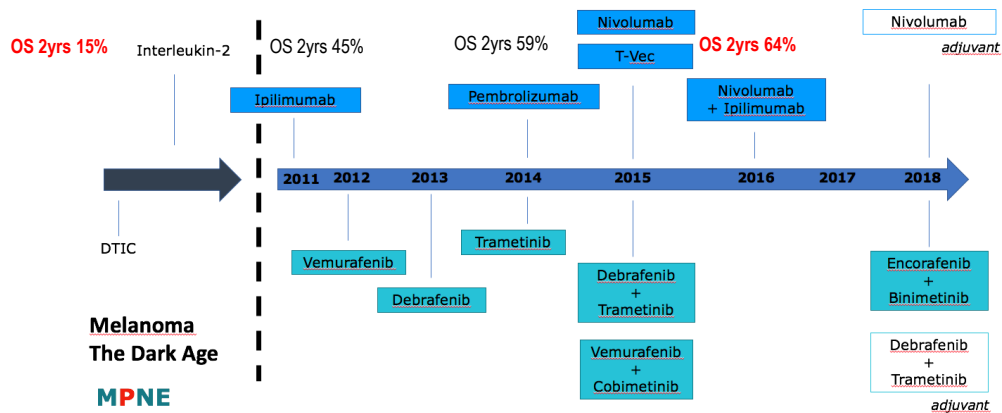 OS 2yrs 15%
Interleukin-2
OS 2yrs 45%
OS 2yrs 59%
Nivolumab
T-Vec
OS 2yrs 64%
Nivolumab
adjuvant
Ipilimumab
Pembrolizumab
Nivolumab
+ Ipilimumab
2011 2012 2013 2014 2015 2016 2017 2018
DTIC
Vemurafenib
Debrafenib
Trametinib
Debrafenib
+
Trametinib
Vemurafenib
+
Cobimetinib
Encorafenib
+
Binimetinib
Debrafenib
+
Trametinib
adjuvant
Melanoma
The Dark Age
MPNE